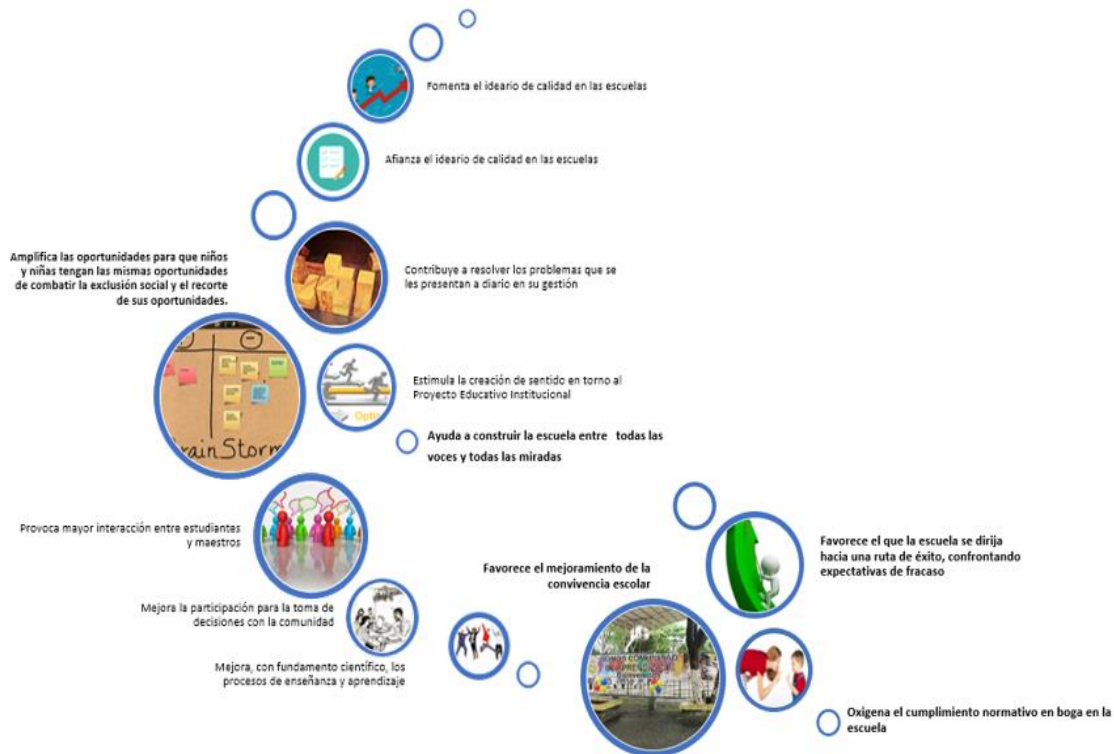 Fomenta el ideario de calidad en las escuelas
Afianza el ideario de calidad en las escuelas
Amplifica las oportunidades para que niños
y niñas tengan las mismas oportunidades
de combatir la exclusión social y el recorte
de sus oportunidades.
Contribuye a resolver los problemas que se
les presentan a diario en su gestión
Estimula la creación de sentido en torno al
Proyecto Educativo Institucional
rainStorm
Ayuda a construir la escuela entre todas las
voces y todas las miradas
Provoca mayor interacción entre estudiantes
y maestros
Mejora la participación para la toma de
decisiones con la comunidad
Mejora, con fundamento científico, los
procesos de enseñanza y aprendizaje
Favorece el mejoramiento de la
convivencia escolar
Favorece el que la escuela se dirija
hacia una ruta de éxito, confrontando
expectativas de fracaso
SOMOS COMUNIDAD
DE APRENDIZAJE
Bienvenidos
Oxigena el cumplimiento normativo en boga en la
escuela